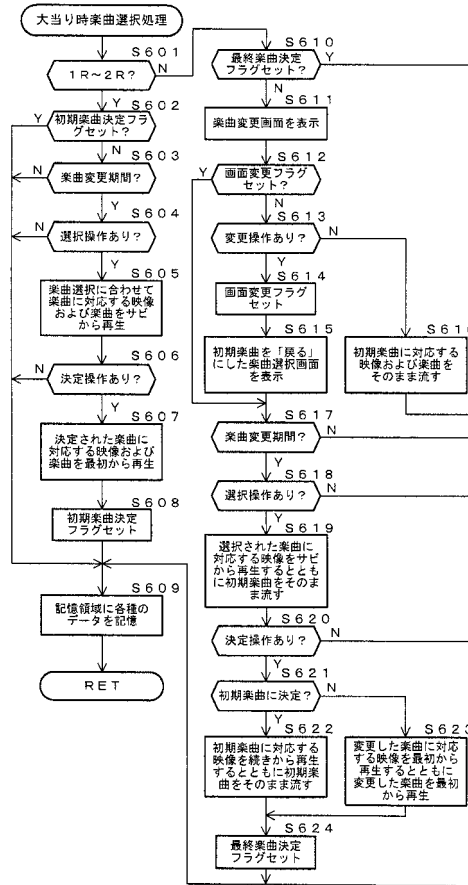 大当り時楽曲選択処理
S601
1R～2R?
N
Y
S602
Y
初期楽曲決定フラ
グセット?
N
S603
N
楽曲変更期間?
Y
S604
N
選択操作あり?
Y
S605
楽曲選択に合わせて
楽曲に対応する映像
および楽曲をサビ
から再生
S606
N
決定操作あり?
Y
S607
決定された楽曲に
対応する映像および
楽曲を最初から再生
S608
初期楽曲決定
フラグセット
S609
記憶領域に各種の
データを記憶
RET
S610
最終楽曲決定
フラグセット?
Y
N
S611
楽曲変更画面を表示
S612
Y
画面変更フラグ
セット?
N
S613
変更操作あり?
N
Y
S614
画面変更フラグ
セット
S615
初期楽曲を「戻る」
にした楽曲選択画面
を表示
S616
初期楽曲に対応する
映像および楽曲を
そのまま流す
S617
楽曲変更期間?
N
Y
S618
選択操作あり?
N
Y
S619
選択された楽曲に
対応する映像をサビ
から再生するととも
に初期楽曲をそのまま
流す
S620
決定操作あり?
N
Y
S621
初期楽曲に決定?
N
Y
S622
初期楽曲に対応する
映像を続きから再生
するとともに初期楽
曲をそのまま流す
S623
変更した楽曲に対応
する映像を最初から
再生するとともに
変更した楽曲を最初
から再生
S624
最終楽曲決定
フラグセット